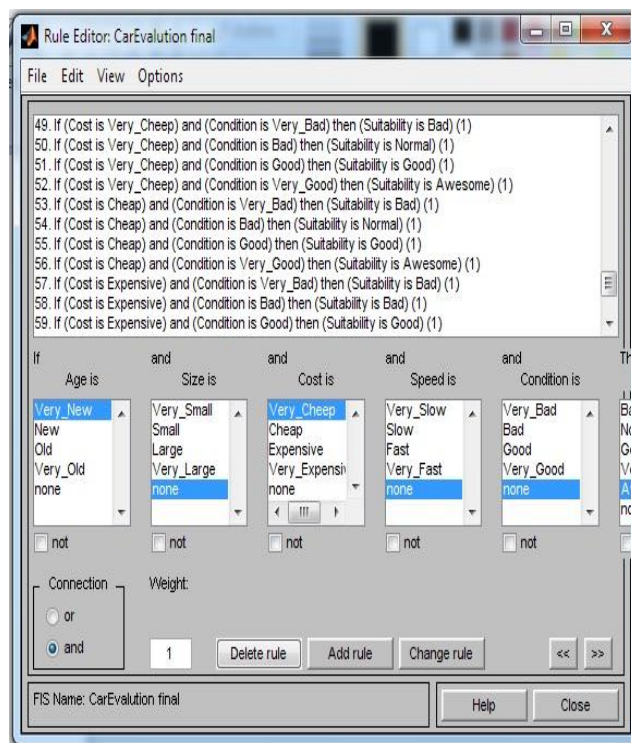 Rule Editor: CarEvalution final
File Edit View Options
49. If (Cost is Very_Cheep) and (Condition is Very_Bad) then (Suitability is Bad) (1)
50. If (Cost is Very_Cheep) and (Condition is Bad) then (Suitability is Normal) (1)
51. If (Cost is Very_Cheep) and (Condition is Good) then (Suitability is Good) (1)
52. If (Cost is Very_Cheep) and (Condition is Very_Good) then (Suitability is Awesome) (1)
53. If (Cost is Cheap) and (Condition is Very_Bad) then (Suitability is Bad) (1)
54. If (Cost is Cheap) and (Condition is Bad) then (Suitability is Normal) (1)
55. If (Cost is Cheap) and (Condition is Good) then (Suitability is Good) (1)
56. If (Cost is Cheap) and (Condition is Very_Good) then (Suitability is Awesome) (1)
57. If (Cost is Expensive) and (Condition is Very_Bad) then (Suitability is Bad) (1)
58. If (Cost is Expensive) and (Condition is Bad) then (Suitability is Bad) (1)
59. If (Cost is Expensive) and (Condition is Good) then (Suitability is Good) (1)
If and and and and Th
Age is Size is Cost is Speed is Condition is
Very_New Very_Small Very_Cheep Very_Slow Very_Bad Ba
New Small Cheap Slow Bad No
Old Large Expensive Fast Good Go
Very_Old Very_Large Very_Expensiv Very_Fast Very_Good Ve
none none none none none
no
not not not not not
Connection Weight:
or
and 1 Delete rule Add rule Change rule << >>
FIS Name: CarEvalution final Help Close